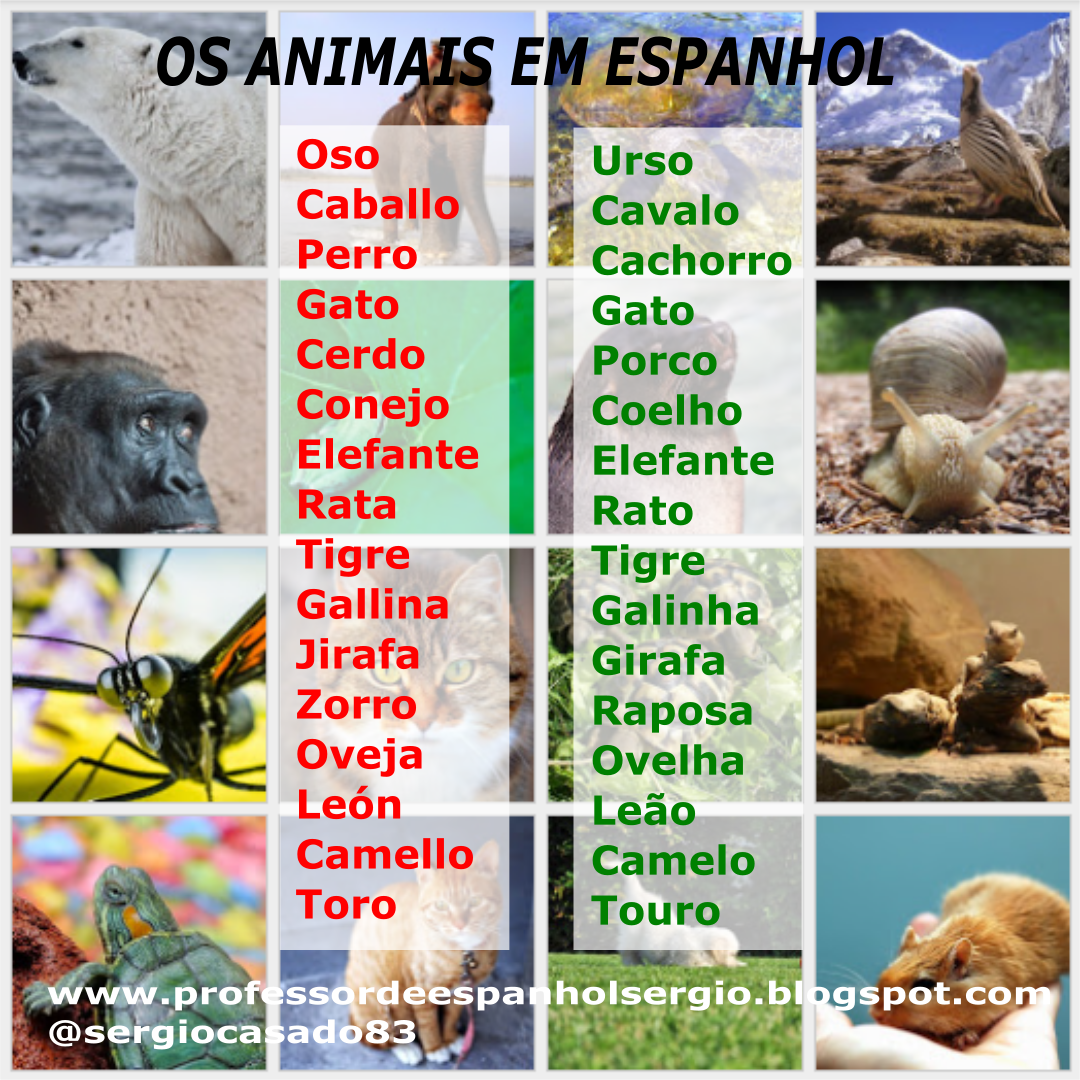 OS ANIMAIS EM ESPANHOL
Oso
Caballo
Perro
Gato
Cerdo
Conejo
Elefante
Rata
Tigre
Gallina
Jirafa
Zorro
Oveja
León
Camello
Toro
Urso
Cavalo
Cachorro
Gato
Porco
Coelho
Elefante
Rato
Tigre
Galinha
Girafa
Raposa
Ovelha
Leão
Camelo
Touro
www.professordeespanholsergio.blogspot.com
@sergiocasado83